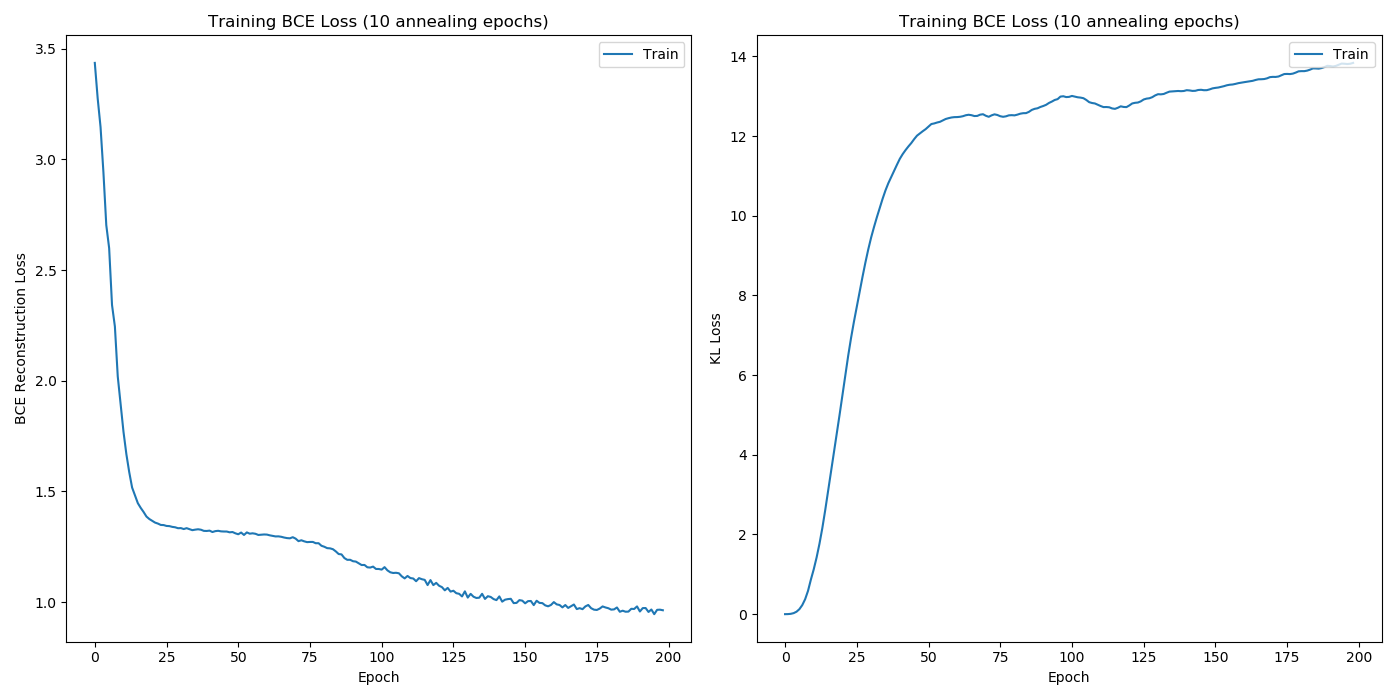 Training BCE Loss (10 annealing epochs)
Train
3.5
3.0
2.5
2.0
1.5
1.0
BCE Reconstruction Loss
0 25 50 75 100 125 150 175 200
Epoch
Training BCE Loss (10 annealing epochs)
Train
14
12
10
8
6
4
2
0
KL Loss
0 25 50 75 100 125 150 175 200
Epoch